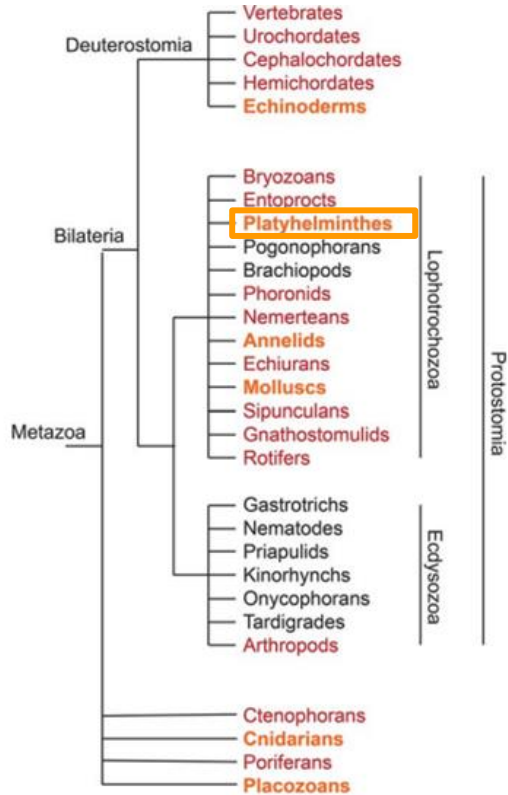 Vertebrates
Urochordates
Deuterostomia
Cephalochordates
Hemichordates
Echinoderms
Bryozoans
Entoprocts
Platyhelminthes
Bilateria
Pogonophorans
Brachiopods
Phoronids
Nemerteans
Annelids
Echiurans
Molluscs
Sipunculans
Gnathostomulids
Rotifers
Lophotrochozoa
Protostomia
Metazoa
Gastrotrichs
Nematodes
Priapulids
Kinorhynchs
Onycophorans
Tardigrades
Arthropods
Ecdysozoa
Ctenophorans
Cnidarians
Poriferans
Placozoans